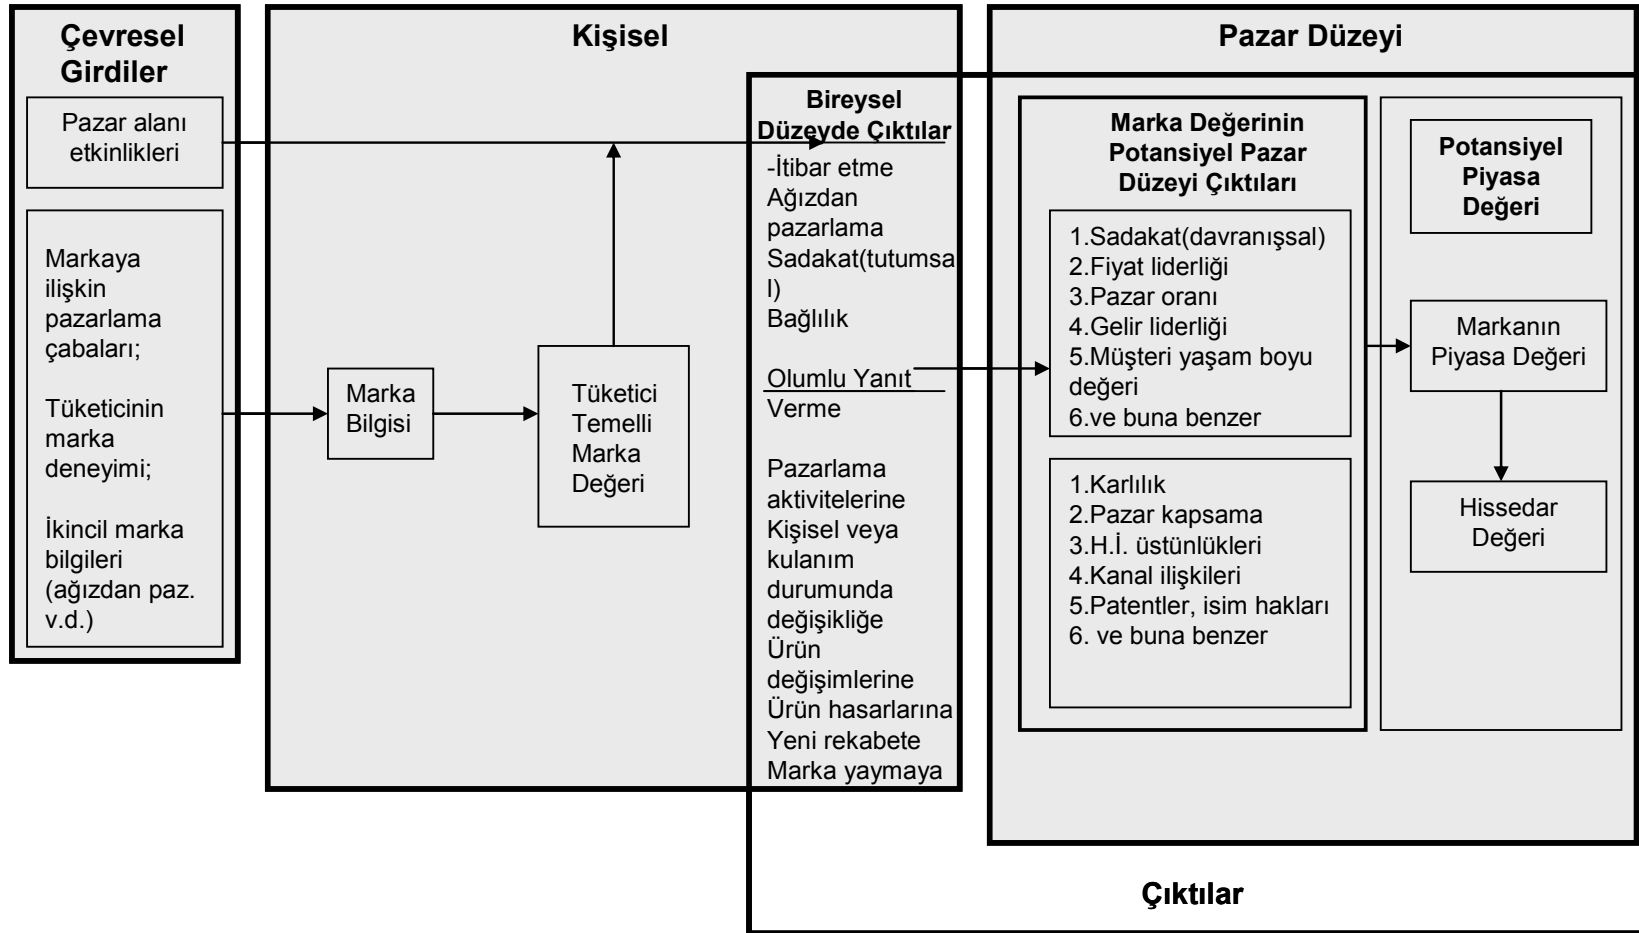 Çevresel
Girdiler
Pazar alanı
etkinlikleri
Markaya
ilişkin
pazarlama
çabaları;
Tüketicinin
marka
deneyimi;
İkincil marka
bilgileri
(ağızdan paz.
v.d.)
Kişisel
Marka
Bilgisi
Tüketici
Temelli
Marka
Değeri
Bireysel
Düzeyde Çıktılar
-İtibar etme
Ağızdan
pazarlama
Sadakat(tutumsa
l)
Bağlılık
Olumlu Yanıt
Verme
Pazarlama
aktivitelerine
Kişisel veya
kulanım
durumunda
değişikliğe
Ürün
değişimlerine
Ürün hasarlarına
Yeni rekabete
Marka yaymaya
Pazar Düzeyi
Marka Değerinin
Potansiyel Pazar
Düzeyi Çıktıları
1.Sadakat(davranışsal)
2.Fiyat liderliği
3.Pazar oranı
4.Gelir liderliği
5.Müşteri yaşam boyu
değeri
6.ve buna benzer
1.Karlılık
2.Pazar kapsama
3.H.İ. üstünlükleri
4.Kanal ilişkileri
5.Patentler, isim hakları
6. ve buna benzer
Potansiyel
Piyasa
Değeri
Markanın
Piyasa Değeri
Hissedar
Değeri
Çıktılar